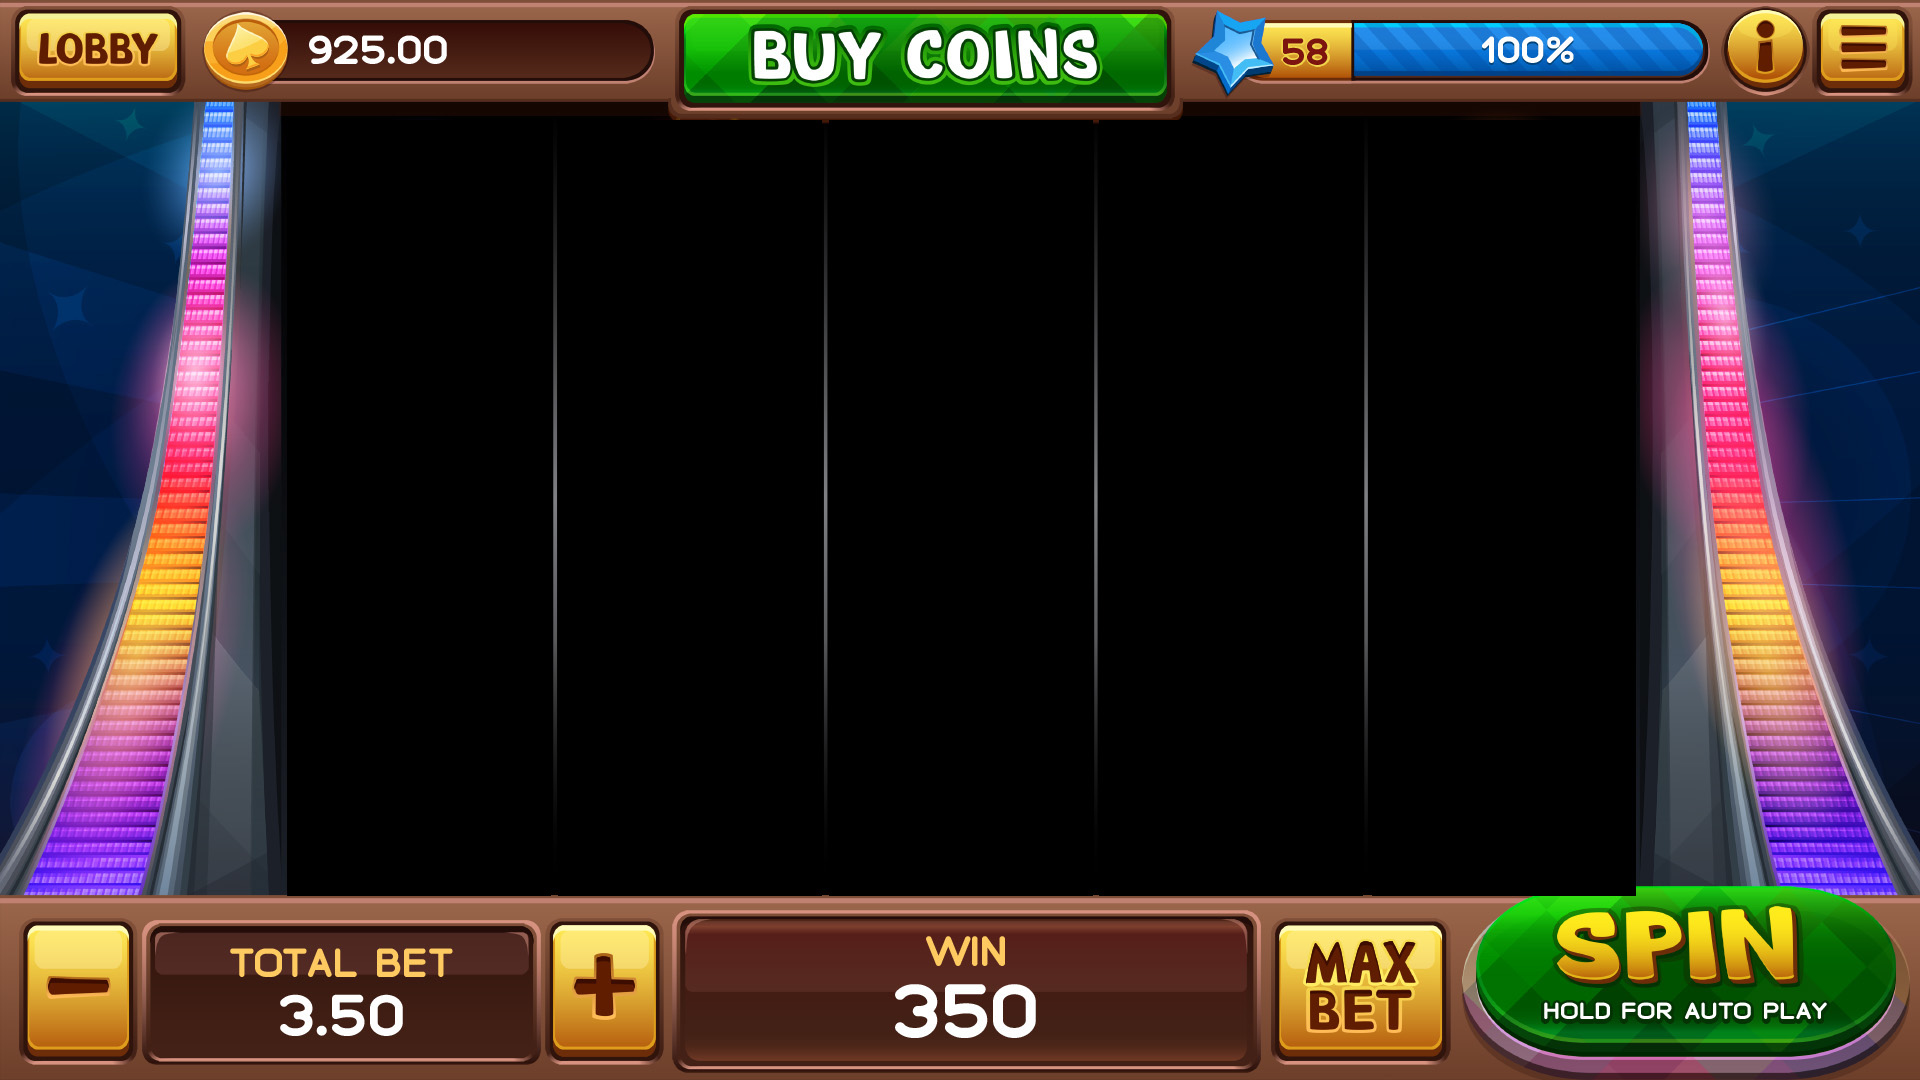 LOBBY
925.00
BUY COINS
58
100%
TOTAL BET
3.50
WIN
350
MAX
BET
SPIN
HOLD FOR AUTO PLAY